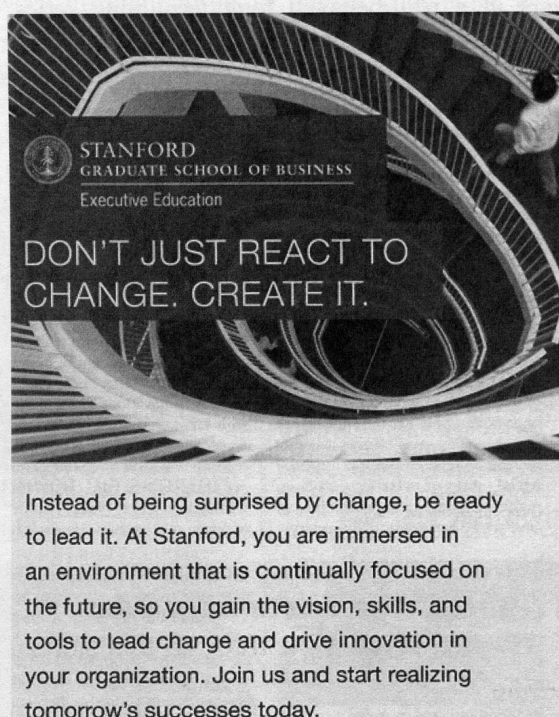 STANFORD
GRADUATE SCHOOL OF BUSINESS
Executive Education
DON'T JUST REACT TO
CHANGE. CREATE IT.
Instead of being surprised by change, be ready
to lead it. At Stanford, you are immersed in
an environment that is continually focused on
the future, so you gain the vision, skills, and
tools to lead change and drive innovation in
your organization. Join us and start realizing
tomorrow's successes today.